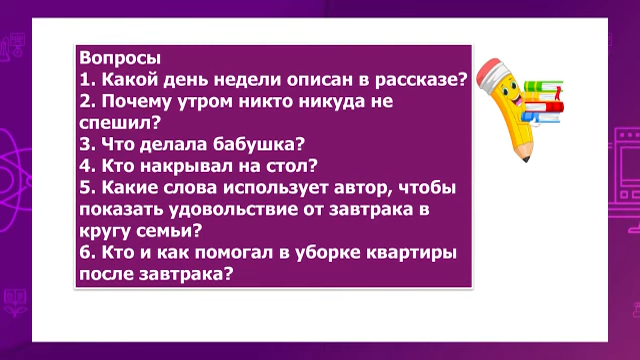 Вопросы
1. Какой день недели описан в рассказе?
2. Почему утром никто никуда не
спешил?
3. Что делала бабушка?
4. Кто накрывал на стол?
5. Какие слова использует автор, чтобы
показать удовольствие от завтрака в
кругу семьи?
6. Кто и как помогал в уборке квартиры
после завтрака?